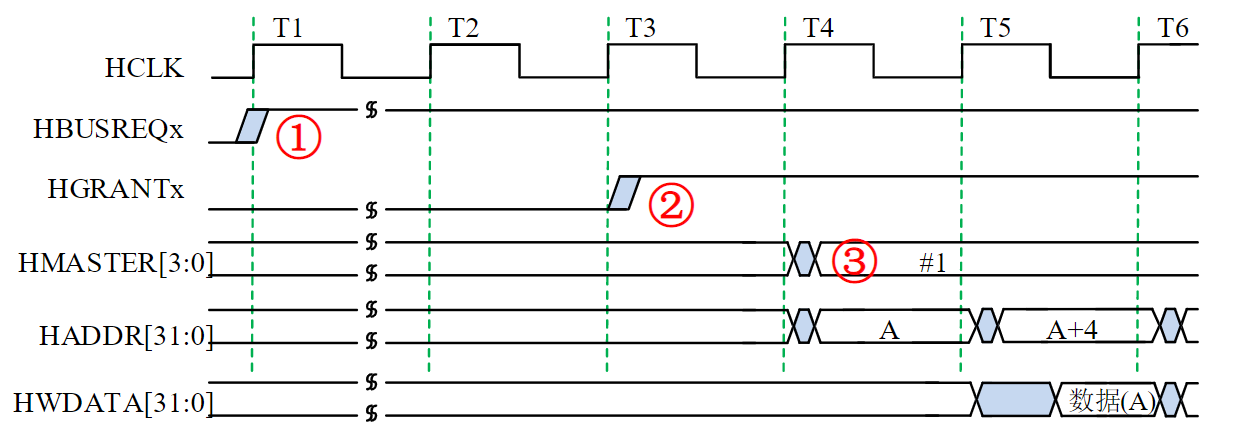 T1 T2 T3 T4 T5 T6
HCLK
HBUSREQx ①
HGRANTx ②
HMASTER[3:0] ③ #1
HADDR[31:0] A A+4
HWDATA[31:0] 数据(A)